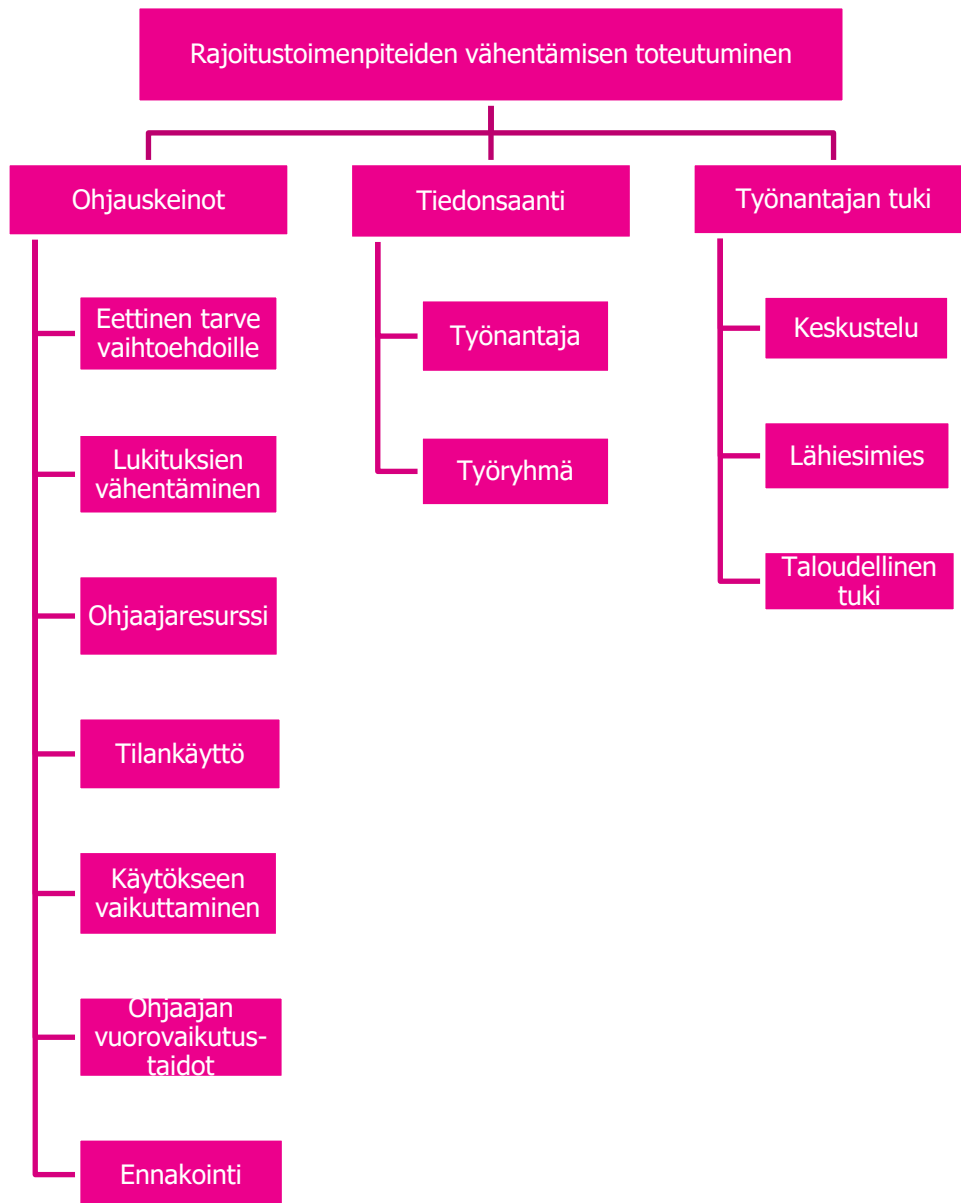 Rajoitustoimenpiteiden vähentämisen toteutuminen
Ohjauskeinot
Eettinen tarve
vaihtoehdoille
Lukituksien
vähentäminen
Ohjaajaresurssi
Tilankäyttö
Käytökseen
vaikuttaminen
Ohjaajan
vuorovaikutus-
taidot
Ennakointi
Tiedonsaanti
Työnantaja
Työryhmä
Työnantajan tuki
Keskustelu
Lähiesimies
Taloudellinen
tuki